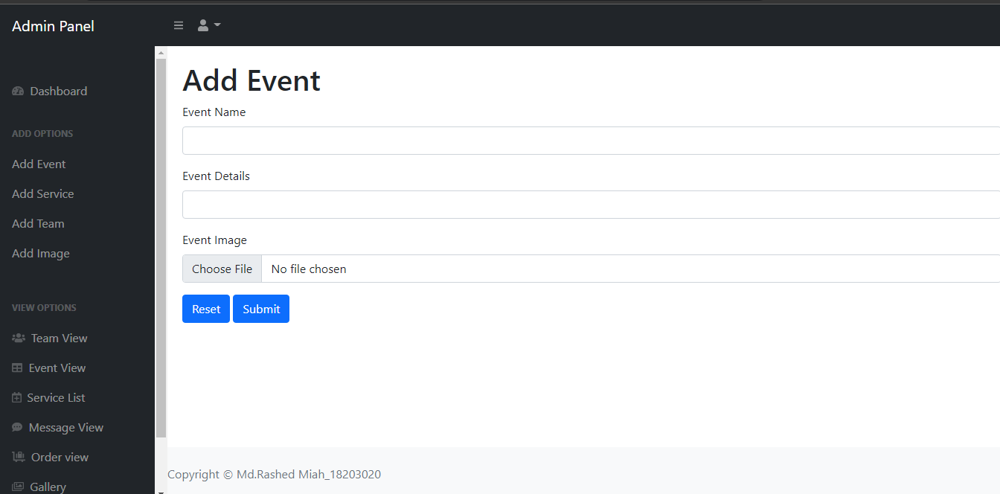 Admin Panel
Dashboard
ADD OPTIONS
Add Event
Add Service
Add Team
Add Image
VIEW OPTIONS
Team View
Event View
Service List
Message View
Order view
Gallery
Add Event
Event Name
Event Details
Event Image
Choose File No file chosen
Reset Submit
Copyright © Md.Rashed Miah_18203020